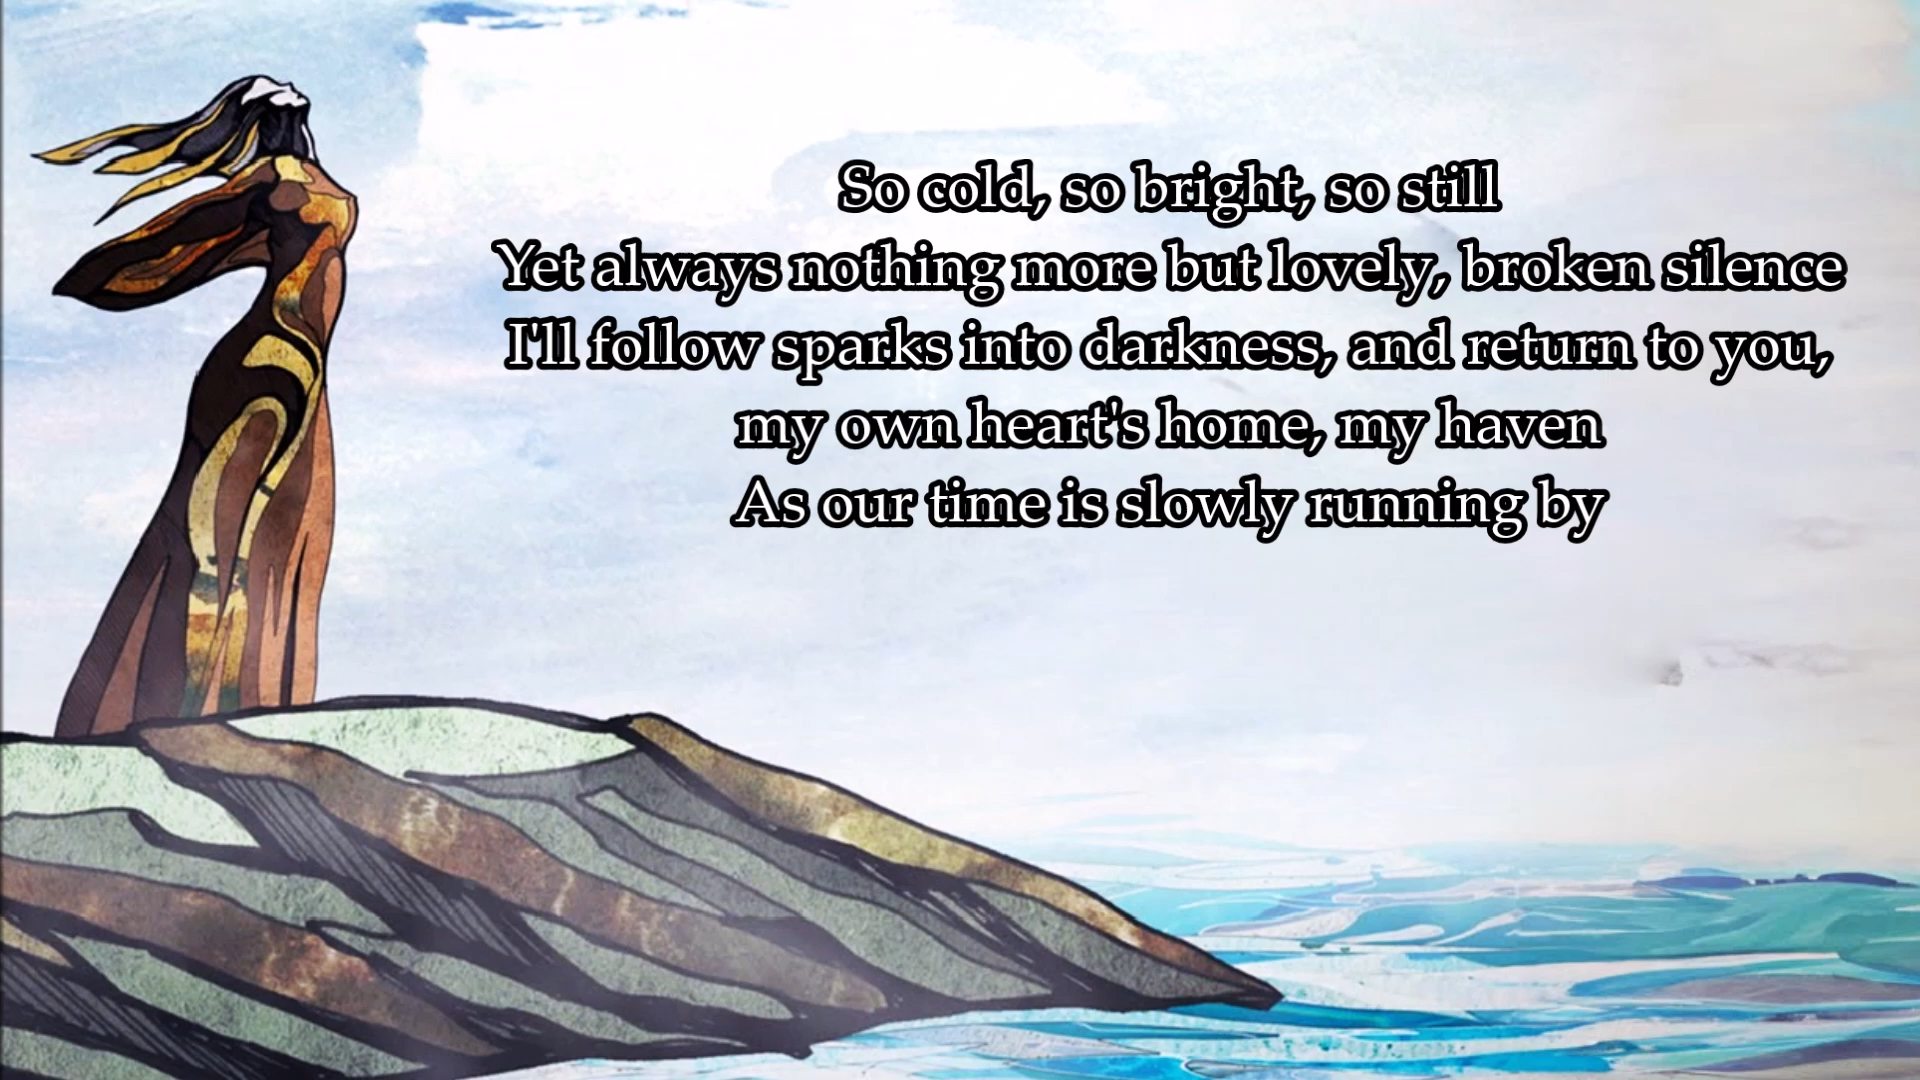 So cold, so bright, so still
Yet always nothing more but lovely, broken silence
I'll follow sparks into darkness, and return to you,
my own heart's home, my haven
As our time is slowly running by